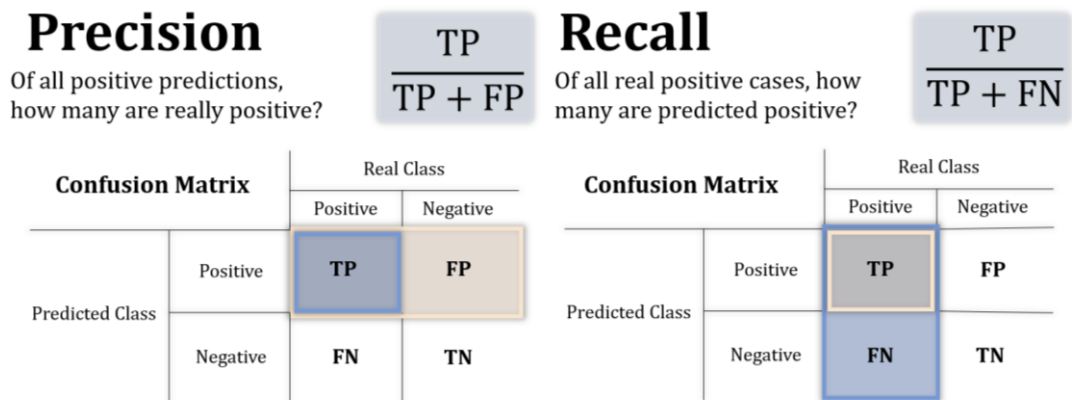 Precision
Of all positive predictions,
how many are really positive?
TP
TP + FP
Confusion Matrix
Real Class
Positive Negative
Predicted Class
Positive TP FP
Negative FN TN
Recall
Of all real positive cases, how
many are predicted positive?
TP
TP + FN
Confusion Matrix
Real Class
Positive Negative
Predicted Class
Positive TP FP
Negative FN TN